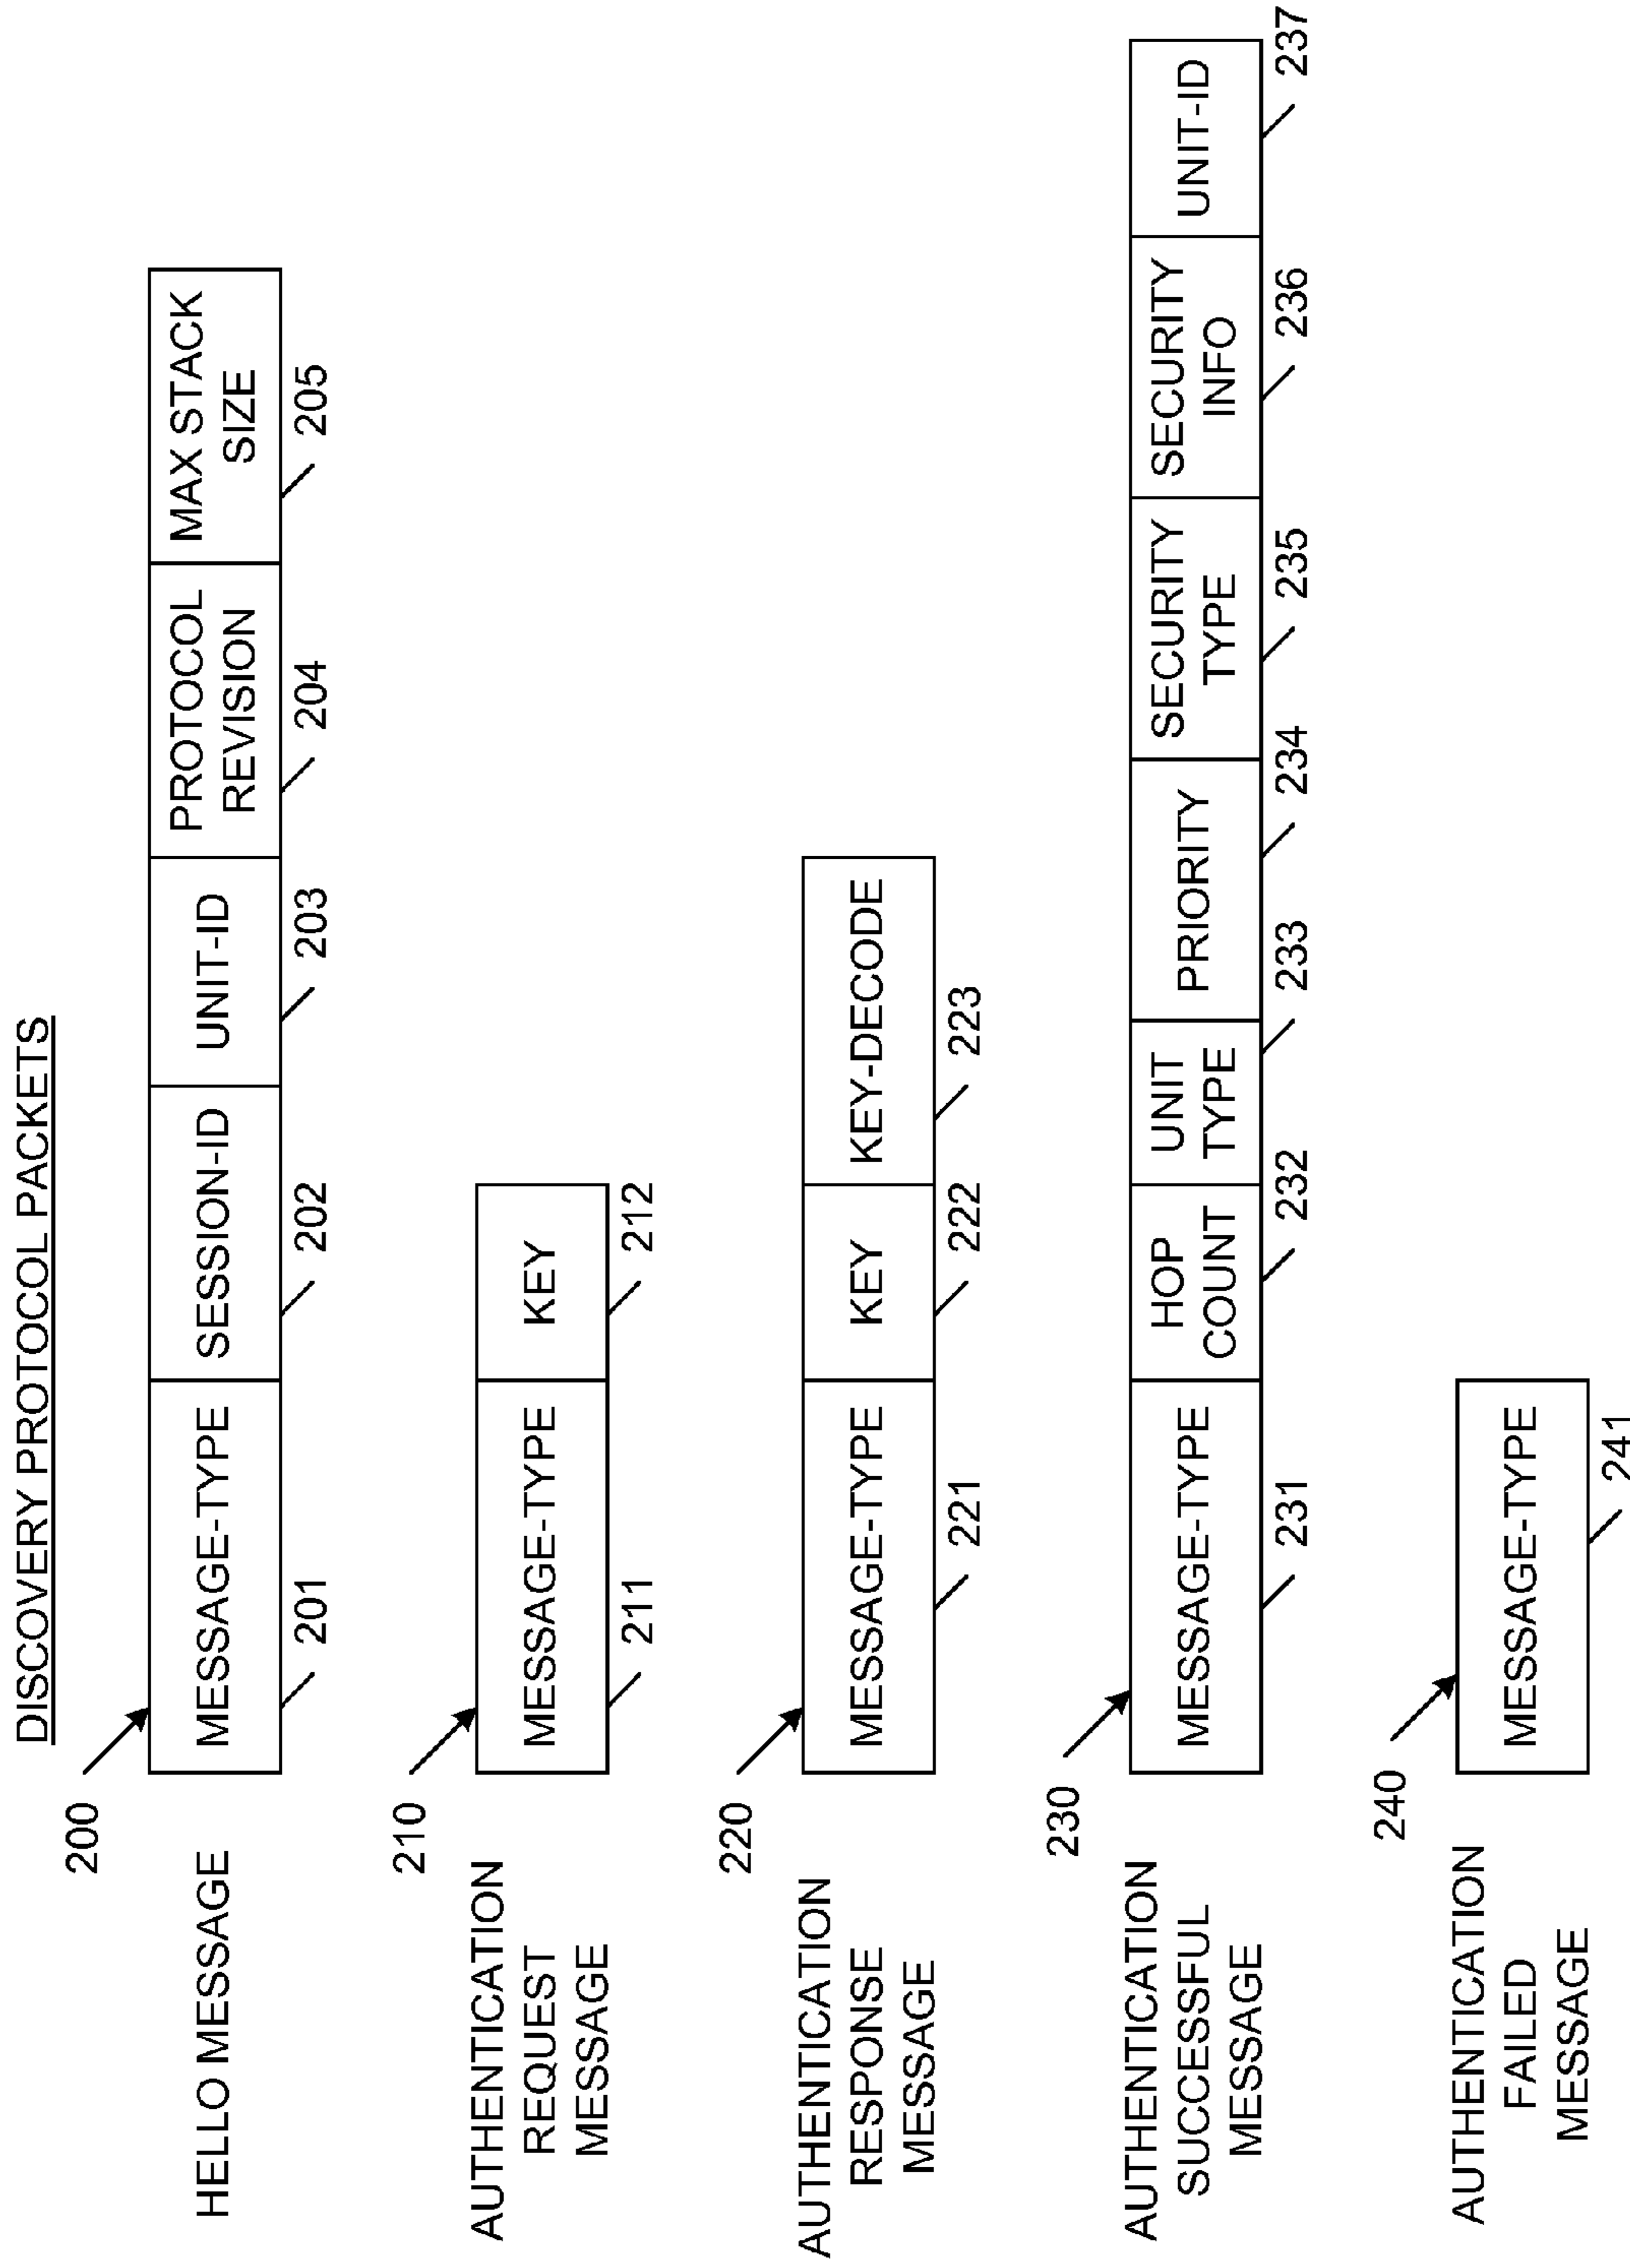 DISCOVERY PROTOCOL PACKETS
200
HELLO MESSAGE
MESSAGE-TYPE
SESSION-ID
UNIT-ID
PROTOCOL
REVISION
MAX STACK
SIZE
201
202
203
204
205
210
AUTHENTICATION
REQUEST
MESSAGE
MESSAGE-TYPE
KEY
211
212
220
AUTHENTICATION
RESPONSE
MESSAGE
MESSAGE-TYPE
KEY
KEY-DECODE
221
222
223
230
AUTHENTICATION
SUCCESSFUL
MESSAGE
MESSAGE-TYPE
HOP
COUNT
UNIT
TYPE
PRIORITY
SECURITY
TYPE
SECURITY
INFO
UNIT-ID
231
232
233
234
235
236
237
240
AUTHENTICATION
FAILED
MESSAGE
MESSAGE-TYPE
241